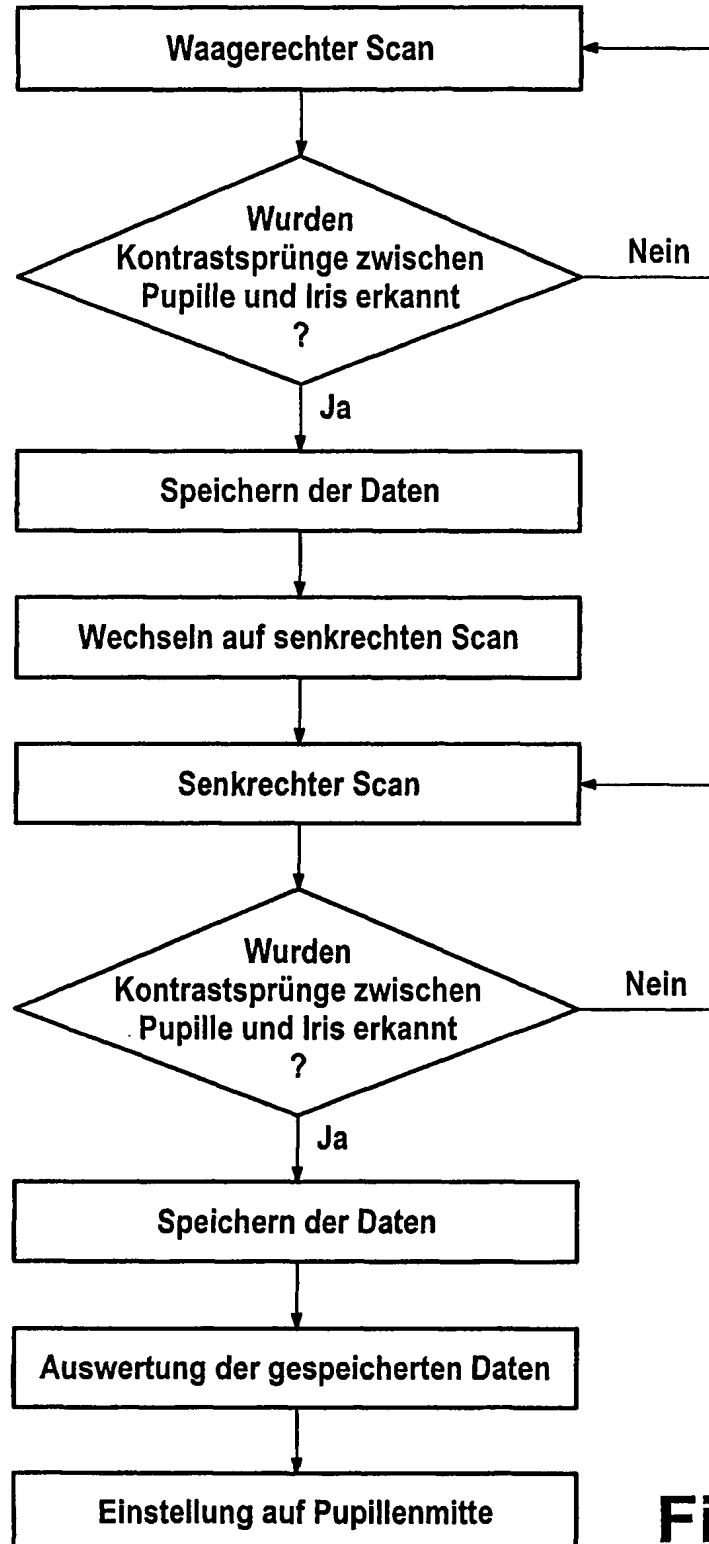 Waagerechter Scan
Wurden
Kontrastsprünge zwischen
Pupille und Iris erkannt
?
Nein
Ja
Speichern der Daten
Wechseln auf senkrechten Scan
Senkrechter Scan
Wurden
Kontrastsprünge zwischen
Pupille und Iris erkannt
?
Nein
Ja
Speichern der Daten
Auswertung der gespeicherten Daten
Einstellung auf Pupillenmitte
Fi